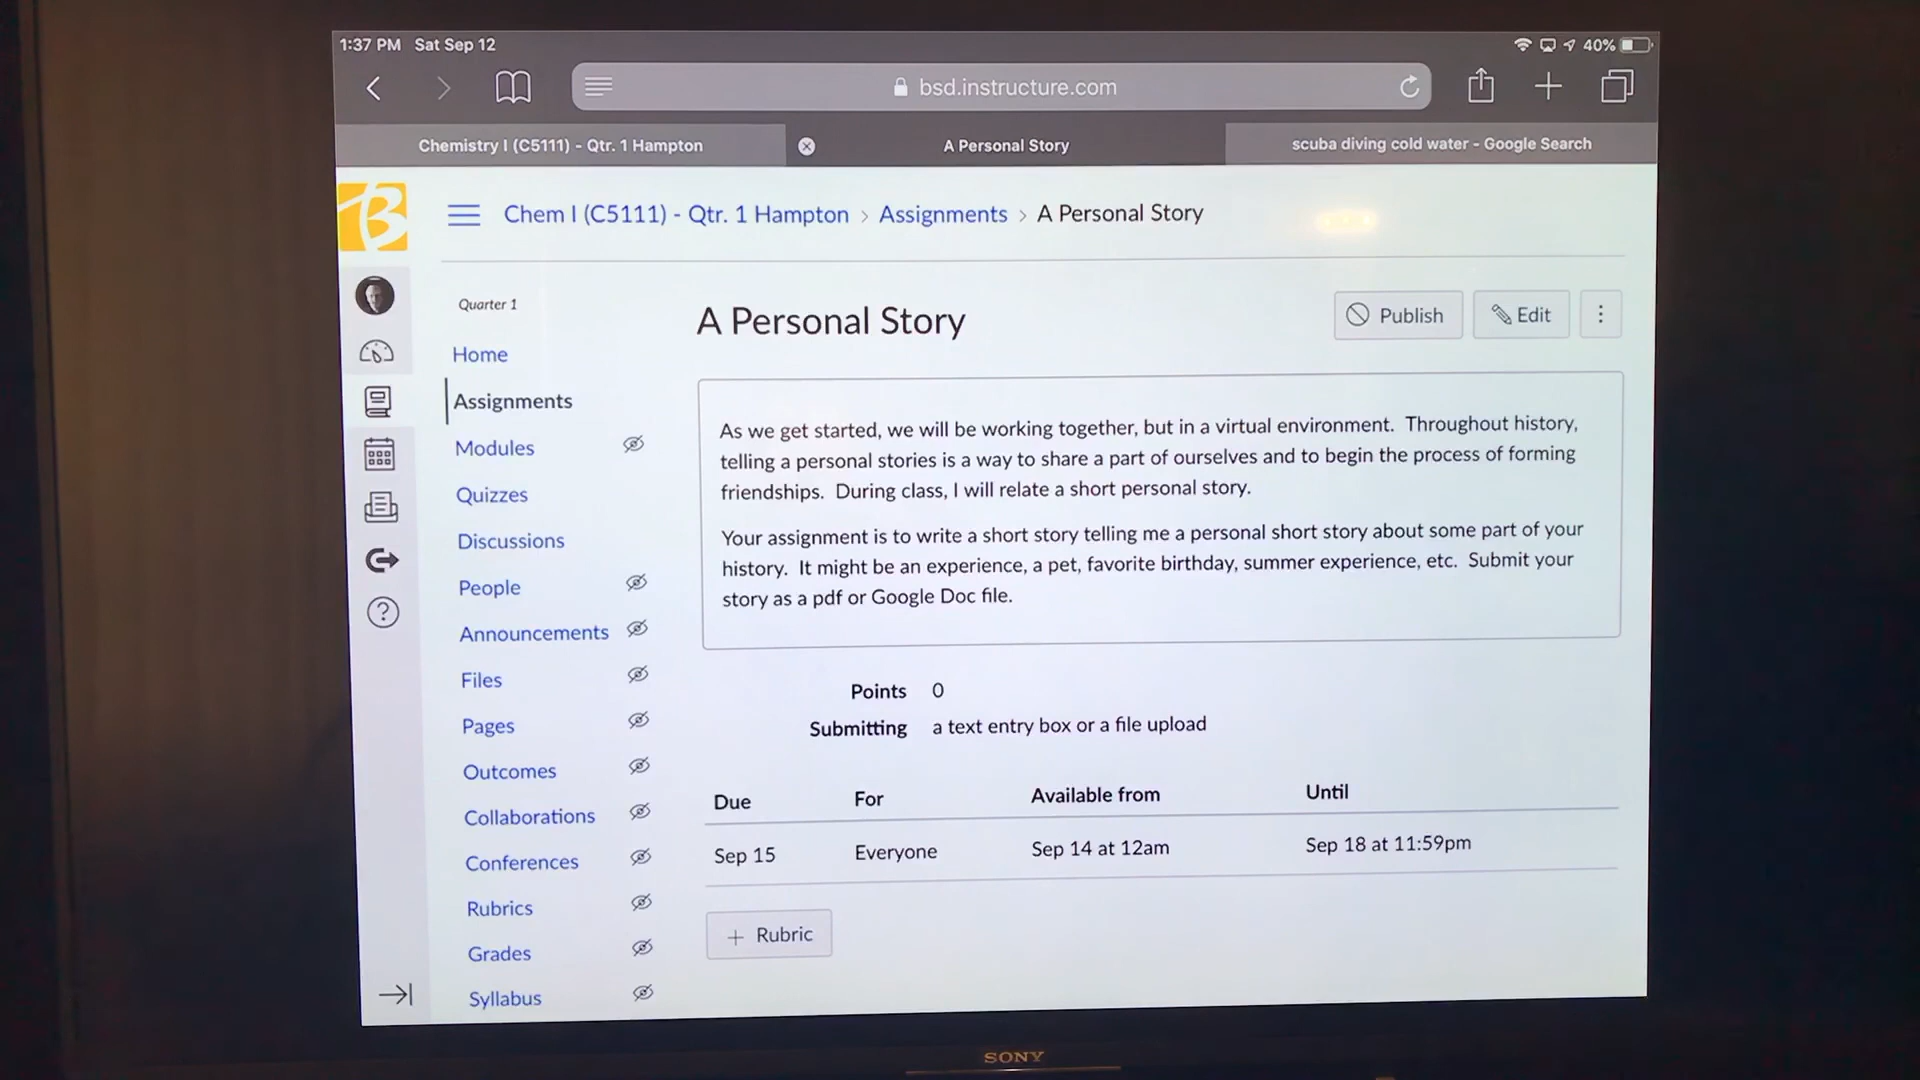 1:37 PM Sat Sep 12
40%
bsd.instructure.com
Chemistry I (C5111) - Qtr. 1 Hampton
A Personal Story
scuba diving cold water - Google Search
B
Chem I (C5111) - Qtr. 1 Hampton > Assignments > A Personal Story
Quarter 1
Home
Assignments
Modules
Quizzes
Discussions
People
Announcements
Files
Pages
Outcomes
Collaborations
Conferences
Rubrics
Grades
Syllabus
A Personal Story
Publish
Edit
As we get started, we will be working together, but in a virtual environment. Throughout history,
telling a personal stories is a way to share a part of ourselves and to begin the process of forming
friendships. During class, I will relate a short personal story.
Your assignment is to write a short story telling me a personal short story about some part of your
history. It might be an experience, a pet, favorite birthday, summer experience, etc. Submit your
story as a pdf or Google Doc file.
Points 0
Submitting a text entry box or a file upload
Due For Available from Until
Sep 15 Everyone Sep 14 at 12am Sep 18 at 11:59pm
+ Rubric
SONY